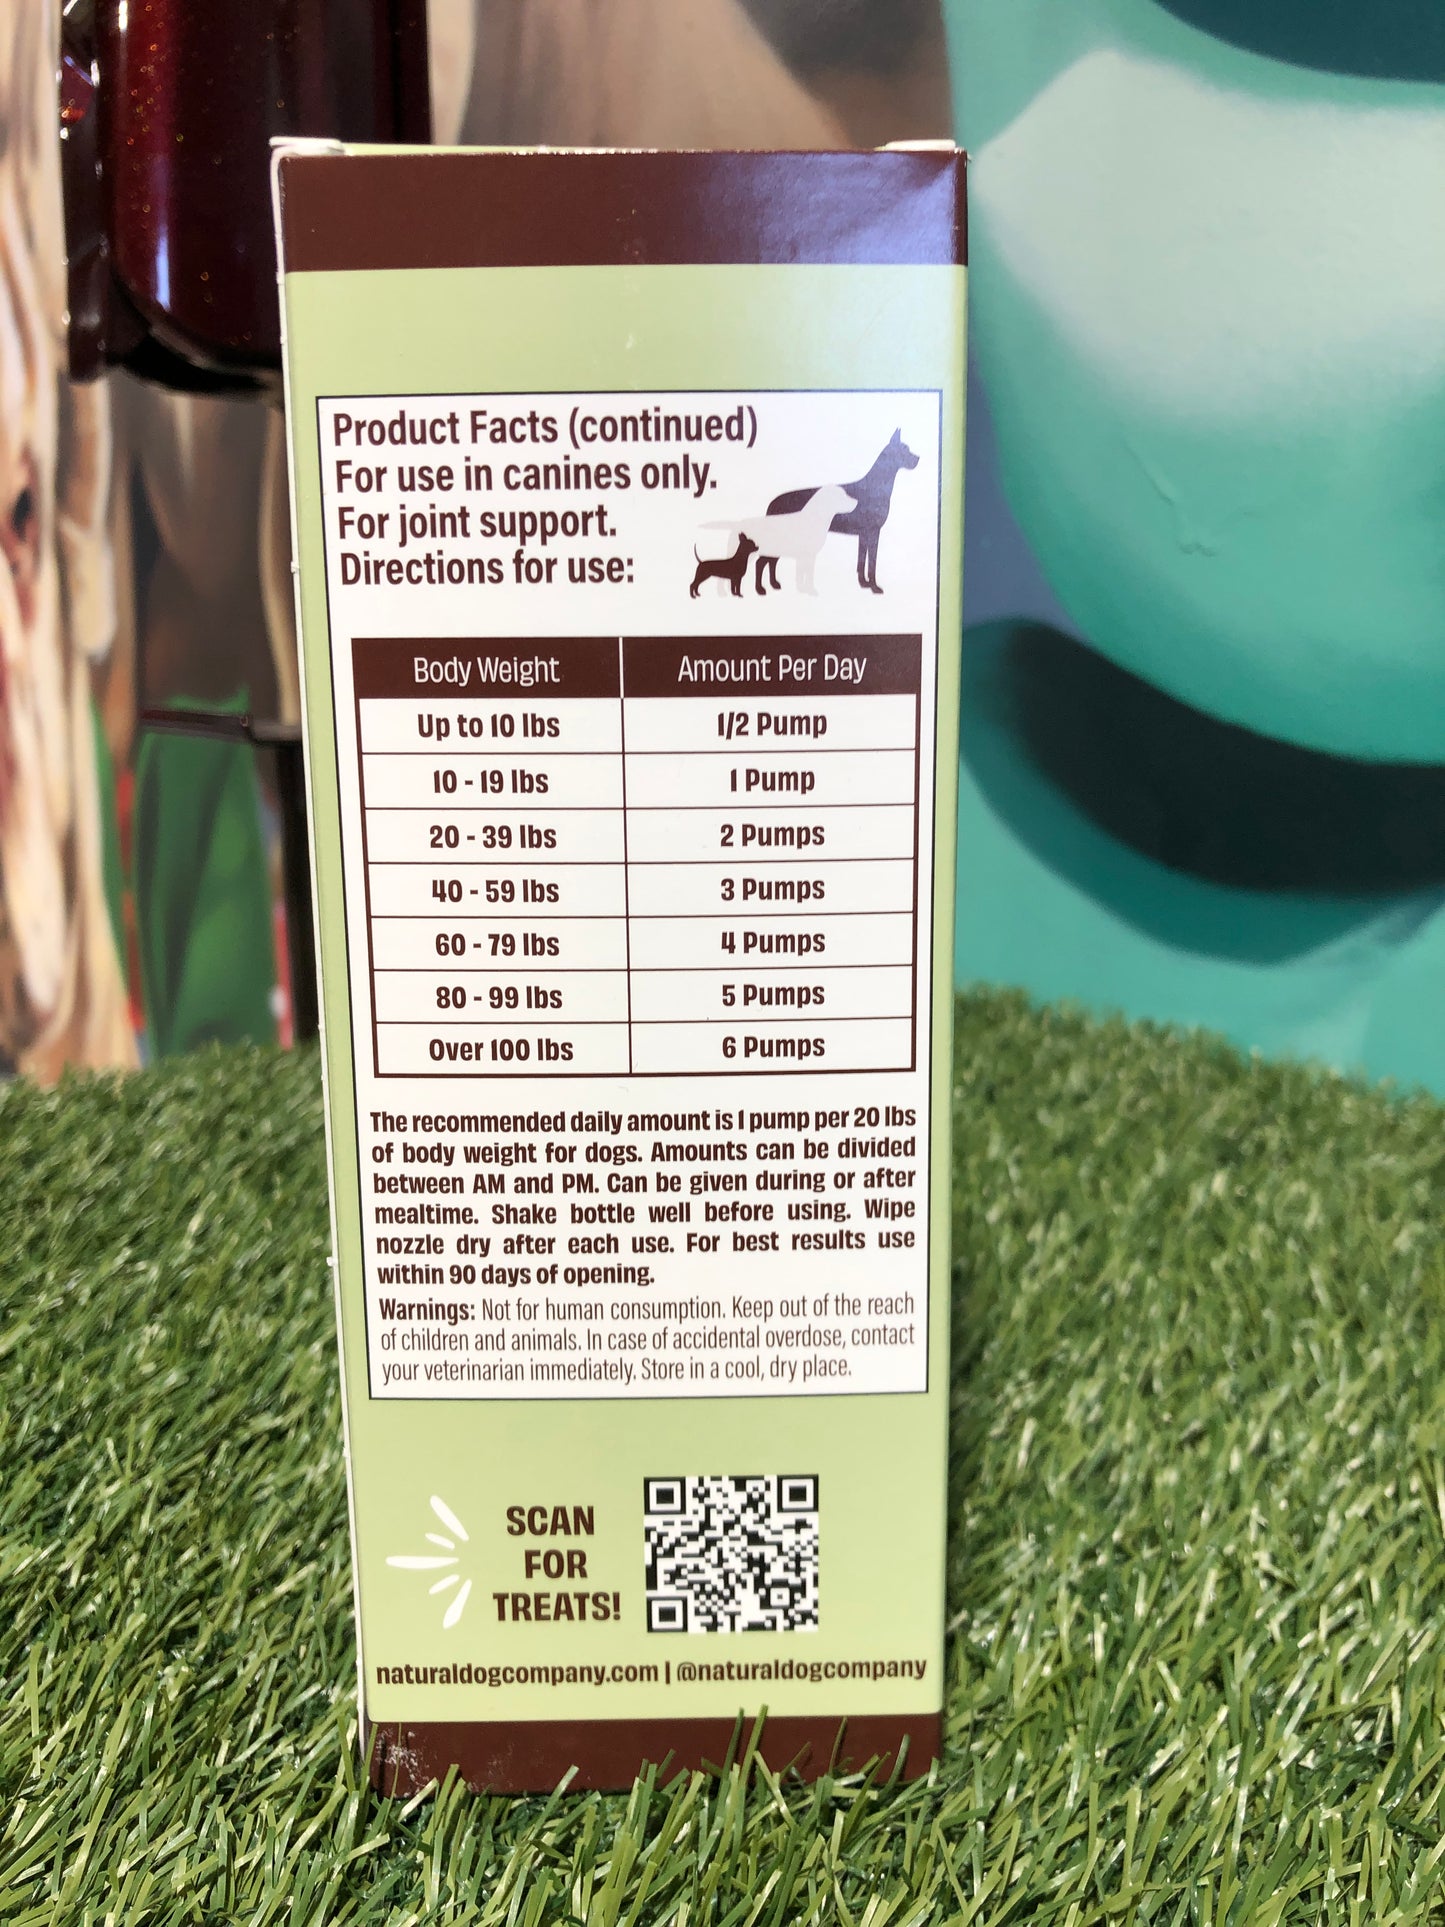 Product Facts (continued)
For use in canines only.
For joint support.
Directions for use:
Body Weight Amount Per Day
Up to 10 lbs 1/2 Pump
10 - 19 lbs 1 Pump
20 - 39 lbs 2 Pumps
40 - 59 lbs 3 Pumps
60 - 79 lbs 4 Pumps
80 - 99 lbs 5 Pumps
Over 100 lbs 6 Pumps
The recommended daily amount is 1 pump per 20 lbs
of body weight for dogs. Amounts can be divided
between AM and PM. Can be given during or after
mealtime. Shake bottle well before using. Wipe
nozzle dry after each use. For best results use
within 90 days of opening.
Warnings: Not for human consumption. Keep out of the reach
of children and animals. In case of accidental overdose, contact
your veterinarian immediately. Store in a cool, dry place.
SCAN
FOR
TREATS!
naturaldogcompany.com | @naturaldogcompany